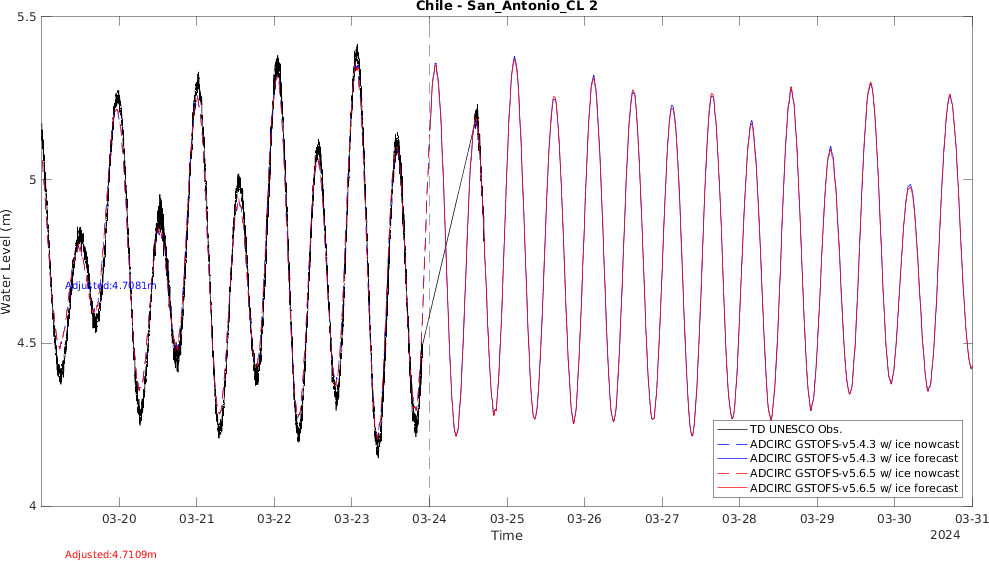 Chile - San_Antonio_CL 2
5.5
5
4.5
4
Water Level (m)
Adjusted:4.7081m
TD UNESCO Obs.
ADCIRC GSTOFS-v5.4.3 w/ ice nowcast
ADCIRC GSTOFS-v5.4.3 w/ ice forecast
ADCIRC GSTOFS-v5.6.5 w/ ice nowcast
ADCIRC GSTOFS-v5.6.5 w/ ice forecast
03-20 03-21 03-22 03-23 03-24 03-25 03-26 03-27 03-28 03-29 03-30 03-31
Time
2024
Adjusted:4.7109m